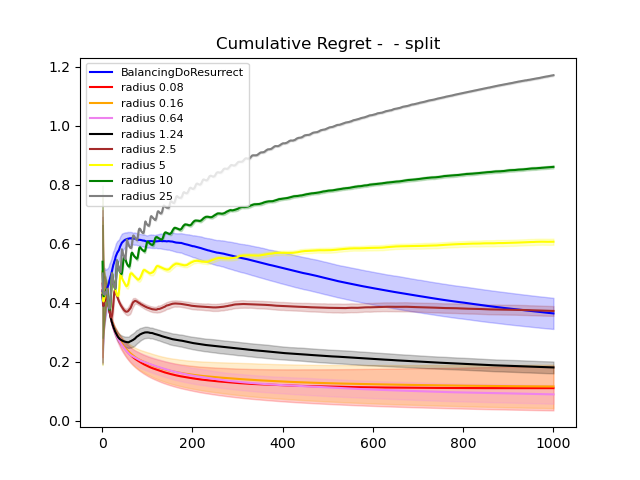 Cumulative Regret -  - split
1.2
1.0
0.8
0.6
0.4
0.2
0.0
BalancingDoResurrect
radius 0.08
radius 0.16
radius 0.64
radius 1.24
radius 2.5
radius 5
radius 10
radius 25
0 200 400 600 800 1000